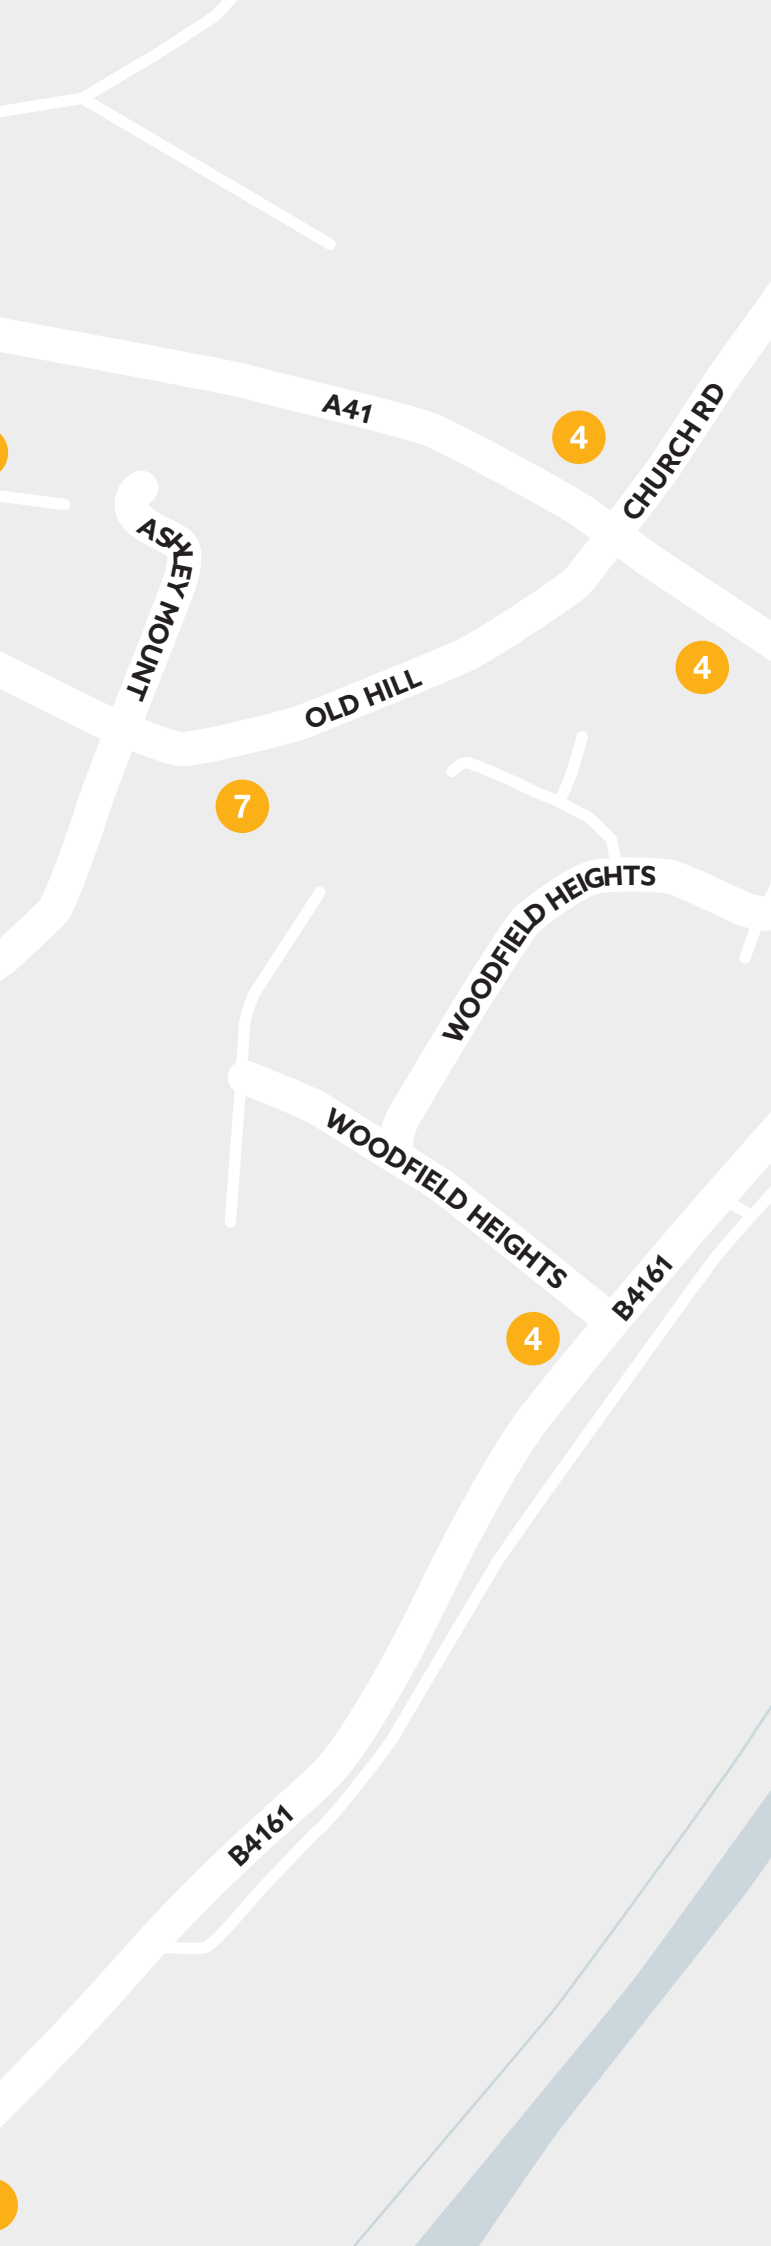 A41
4
CHURCH RD
ASHLEY MOUNT
4
OLD HILL
7
WOODFIELD HEIGHTS
WOODFIELD HEIGHTS
B4161
4
B4161